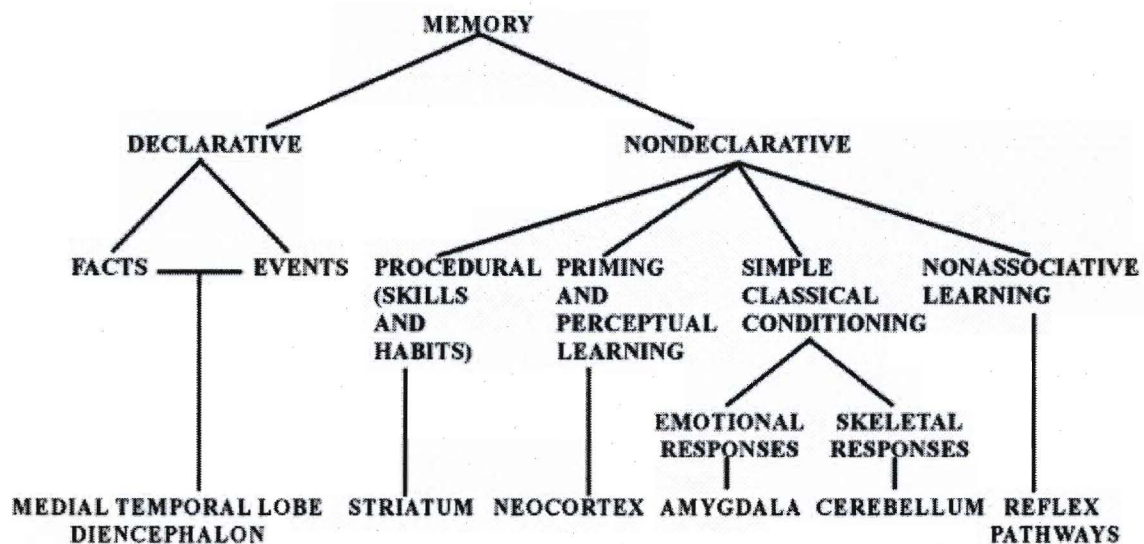 MEMORY
DECLARATIVE
NONDECLARATIVE
FACTS
EVENTS
PROCEDURAL
(SKILLS
AND
HABITS)
PRIMING
AND
PERCEPTUAL
LEARNING
SIMPLE
CLASSICAL
CONDITIONING
NONASSOCIATIVE
LEARNING
EMOTIONAL
RESPONSES
SKELETAL
RESPONSES
MEDIAL TEMPORAL LOBE
DIENCEPHALON
STRIATUM
NEOCORTEX
AMYGDALA
CEREBELLUM
REFLEX
PATHWAYS